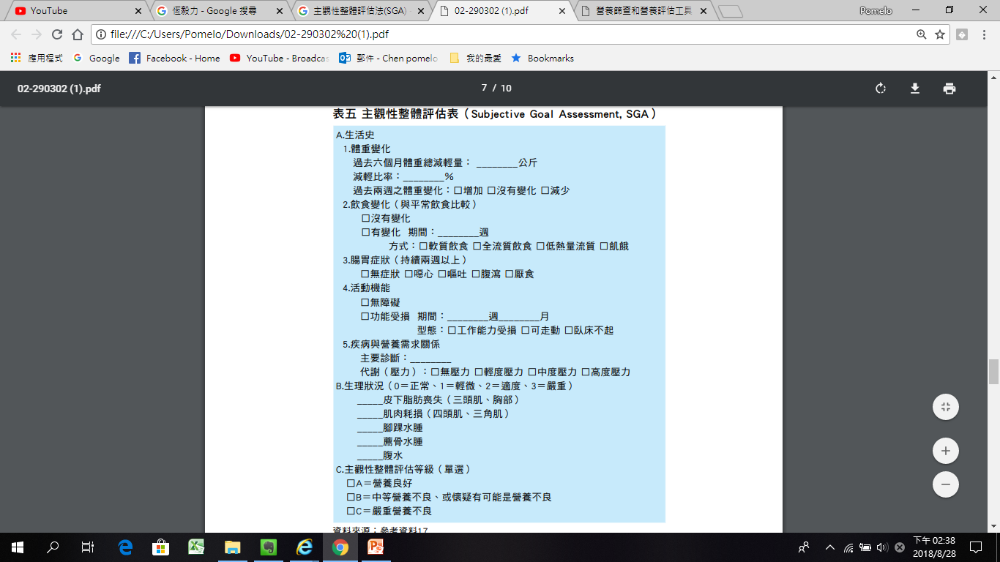 YouTube
恆毅力 - Google 搜尋
主觀性整體評估法(SGA)
02-290302 (1).pdf
營養篩查和營養評估工具
Pomelo
file:///C:/Users/Pomelo/Downloads/02-290302%20(1).pdf
應用程式 Google Facebook - Home YouTube - Broadcas 郵件 - Chen pomelo 我的最愛 Bookmarks
02-290302 (1).pdf 7 / 10
表五 主觀性整體評估表（Subjective Goal Assessment, SGA）
A.生活史
1.體重變化
過去六個月體重總減輕量： ________公斤
減輕比率：________%
過去兩週之體重變化：□增加 □沒有變化 □減少
2.飲食變化（與平常飲食比較）
□沒有變化
□有變化 期間：________週
方式：□軟質飲食 □全流質飲食 □低熱量流質 □飢餓
3.腸胃症狀（持續兩週以上）
□無症狀 □噁心 □嘔吐 □腹瀉 □厭食
4.活動機能
□無障礙
□功能受損 期間：________週________月
型態：□工作能力受損 □可走動 □臥床不起
5.疾病與營養需求關係
主要診斷：________
代謝（壓力）：□無壓力 □輕度壓力 □中度壓力 □高度壓力
B.生理狀況（0＝正常、1＝輕微、2＝適度、3＝嚴重）
_____皮下脂肪喪失（三頭肌、胸部）
_____肌肉耗損（四頭肌、三角肌）
_____腳踝水腫
_____薦骨水腫
_____腹水
C.主觀性整體評估等級（單選）
□A＝營養良好
□B＝中等營養不良、或懷疑有可能是營養不良
□C＝嚴重營養不良
資料來源：參考資料17
下午 02:38
2018/8/28